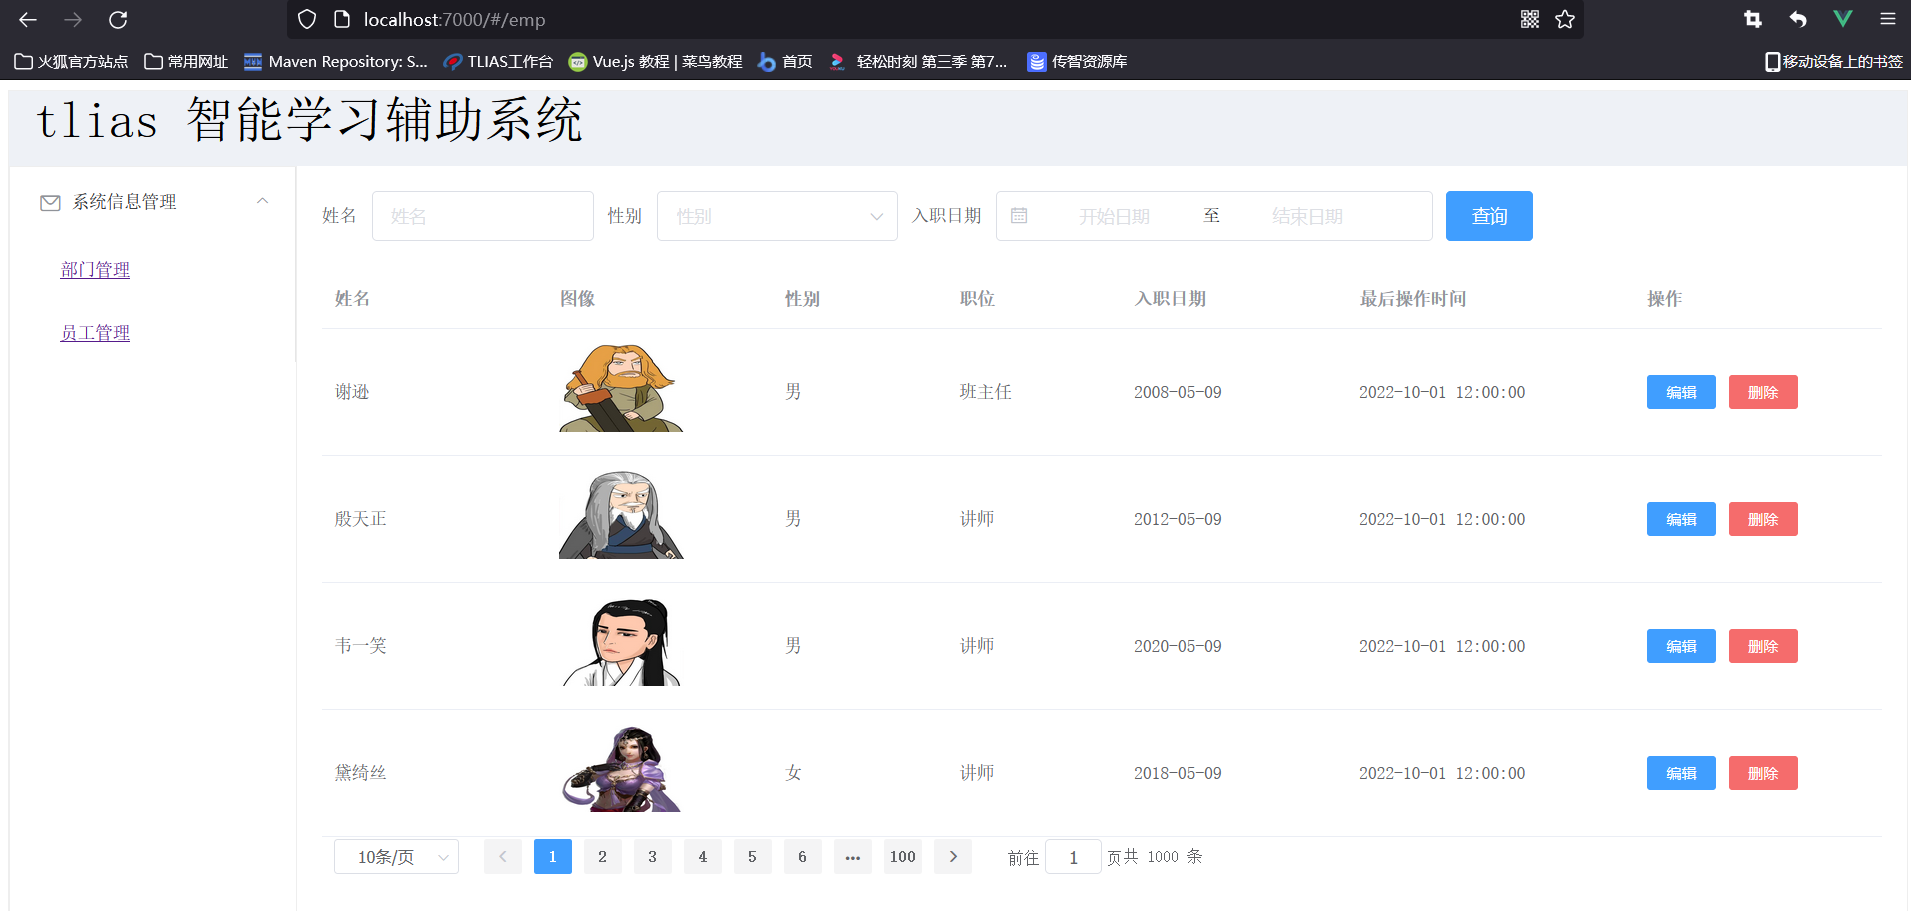 localhost:7000/#/emp
火狐官方站点 常用网址 Maven Repository: S... TLIAS工作台 Vue.js 教程 | 菜鸟教程 首页 轻松时刻 第三季 第7... 传智资源库 移动设备上的书签
tlias 智能学习辅助系统
系统信息管理
部门管理
员工管理
姓名 姓名 性别 性别 入职日期 开始日期 至 结束日期 查询
姓名 图像 性别 职位 入职日期 最后操作时间 操作
谢逊 男 班主任 2008-05-09 2022-10-01 12:00:00 编辑 删除
殷天正 男 讲师 2012-05-09 2022-10-01 12:00:00 编辑 删除
韦一笑 男 讲师 2020-05-09 2022-10-01 12:00:00 编辑 删除
黛绮丝 女 讲师 2018-05-09 2022-10-01 12:00:00 编辑 删除
10条/页 1 2 3 4 5 6 ... 100 前往 1 页共 1000 条